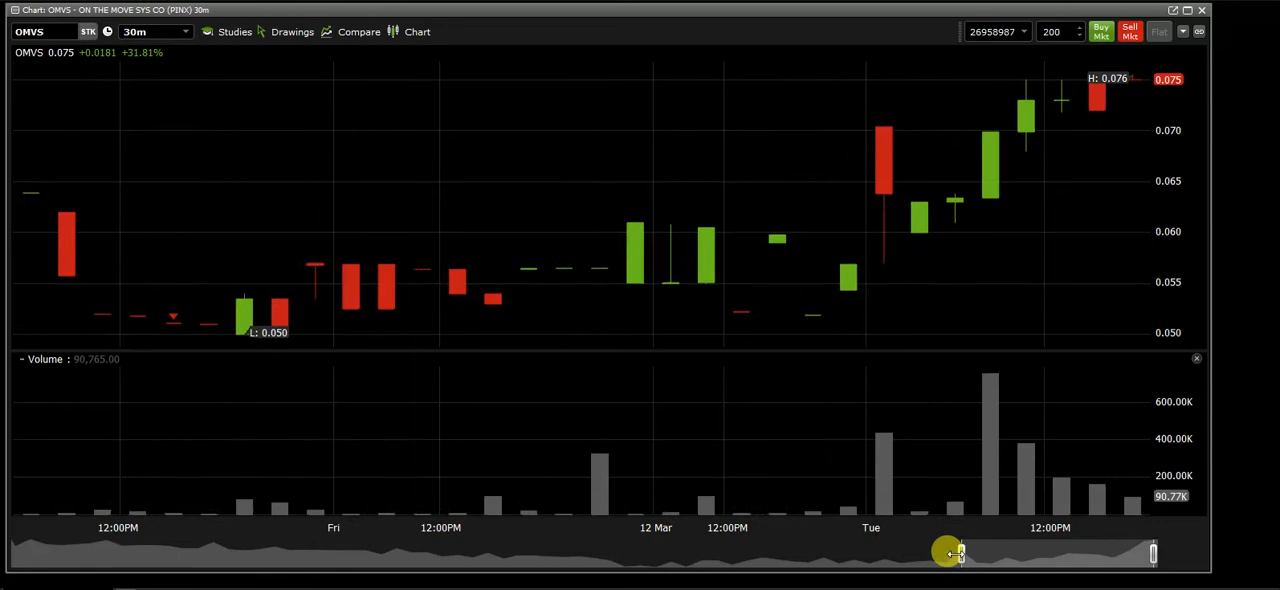 Chart: OMVS - ON THE MOVE SYS CO (PINX) 30m
OMVS STK 30m Studies Drawings Compare Chart 26958987 200 Buy Mkt Sell Mkt Flat
OMVS 0.075 +0.0181 +31.81%
H: 0.076
0.075
0.070
0.065
0.060
0.055
L: 0.050
0.050
- Volume : 90,765.00
600.00K
400.00K
200.00K
90.77K
12:00PM Fri 12:00PM 12 Mar 12:00PM Tue 12:00PM